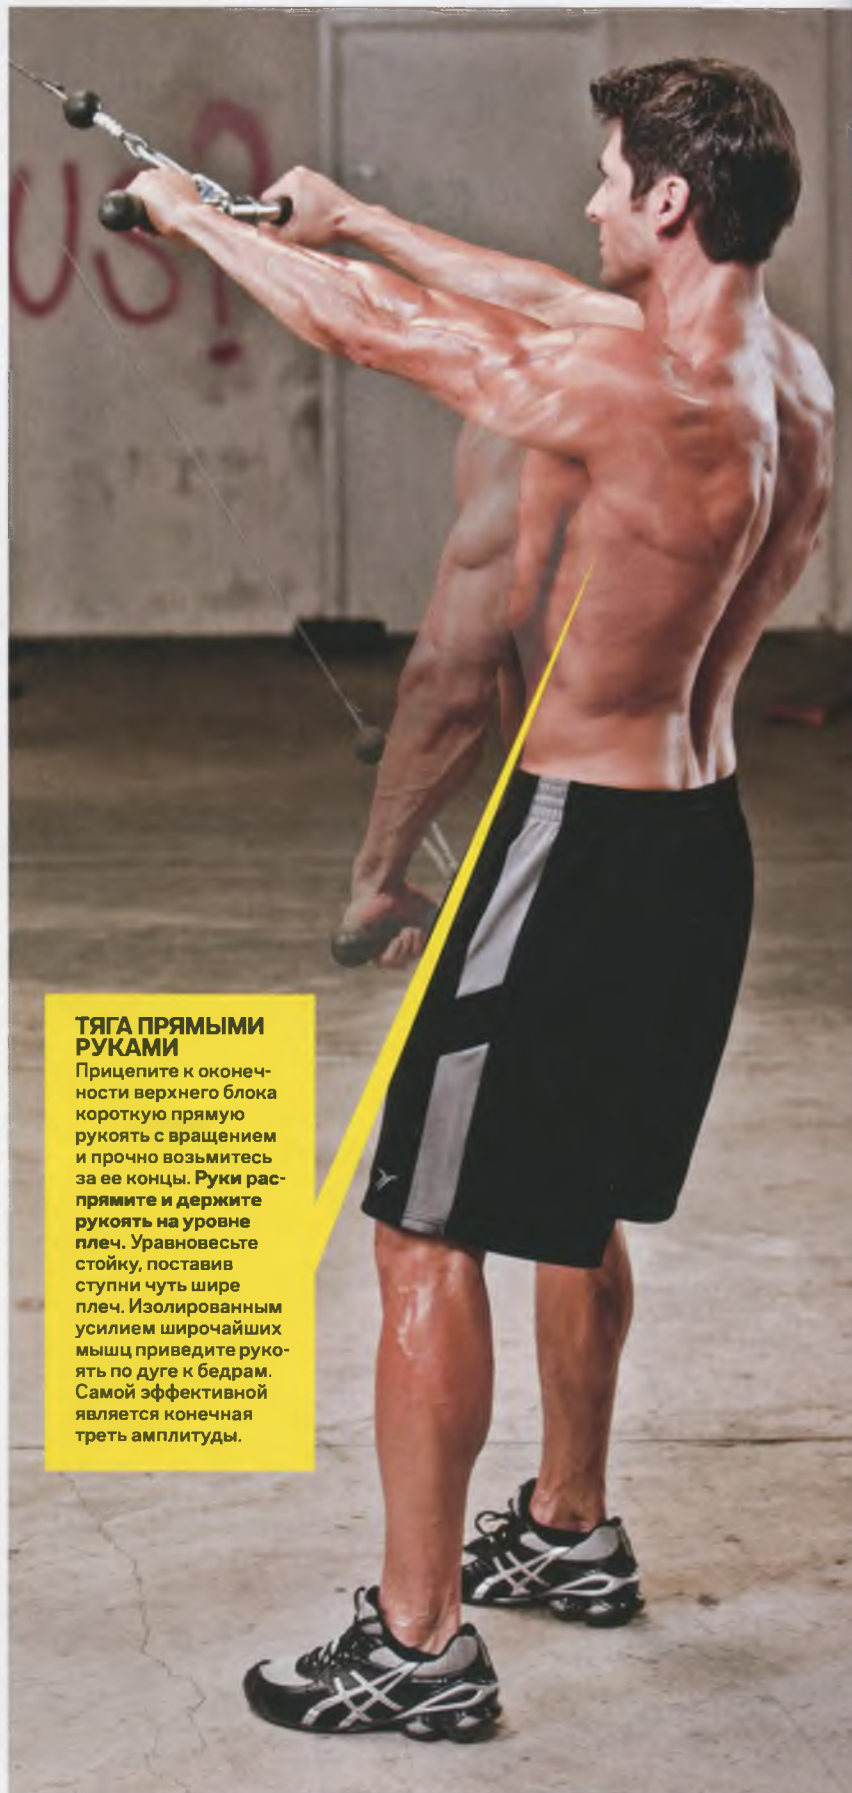 US?
ТЯГА ПРЯМЫМИ
РУКАМИ
Прицепите к оконеч-
ности верхнего блока
короткую прямую
рукоять с вращением
и прочно возьмитесь
за ее концы. Руки рас-
прямите и держите
рукоять на уровне
плеч. Уравновесьте
стойку, поставив
ступни чуть шире
плеч. Изолированным
усилием широчайших
мышц приведите руко-
ять по дуге к бедрам.
Самой эффективной
является конечная
треть амплитуды.